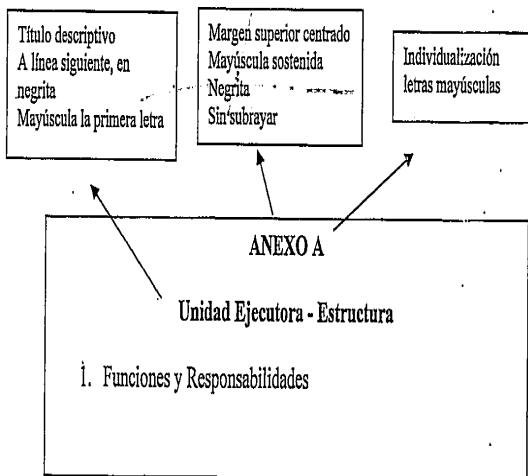 Título descriptivo
A línea siguiente, en
negrita
Mayúscula la primera letra
Margen superior centrado
Mayúscula sostenida
Negrita
Sin subrayar
Individualización
letras mayúsculas
ANEXO A
Unidad Ejecutora - Estructura
1. Funciones y Responsabilidades